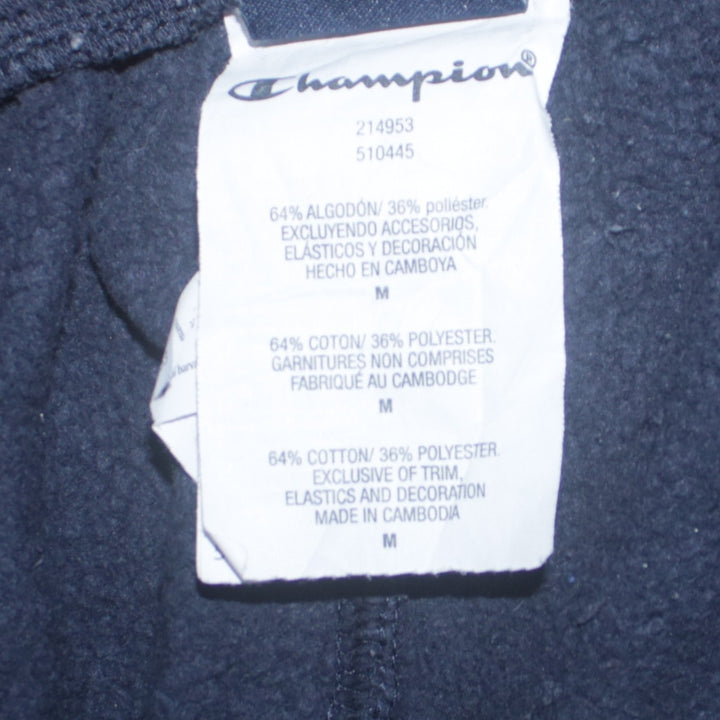 Champion®
214953
510445
64% ALGODÓN/ 36% poliéster.
EXCLUYENDO ACCESORIOS,
ELÁSTICOS Y DECORACIÓN
HECHO EN CAMBOYA
M
64% COTON/ 36% POLYESTER.
GARNITURES NON COMPRISES
FABRIQUÉ AU CAMBODGE
M
64% COTTON/ 36% POLYESTER.
EXCLUSIVE OF TRIM,
ELASTICS AND DECORATION
MADE IN CAMBODIA
M